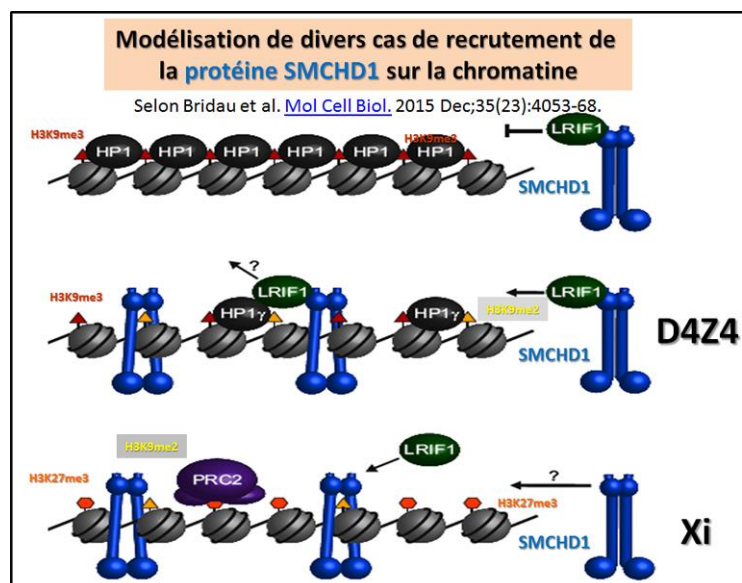 Modélisation de divers cas de recrutement de
la protéine SMCHD1 sur la chromatine
Selon Bridau et al. Mol Cell Biol. 2015 Dec;35(23):4053-68.
H3K9me3
HP1 HP1 HP1 HP1 HP1 HP1
H3K9me3
LRIF1
SMCHD1
?
H3K9me3
LRIF1
HP1γ
HP1γ
H3K9me2
LRIF1
SMCHD1
D4Z4
H3K9me2
H3K27me3
PRC2
LRIF1
H3K27me3
?
SMCHD1
Xi